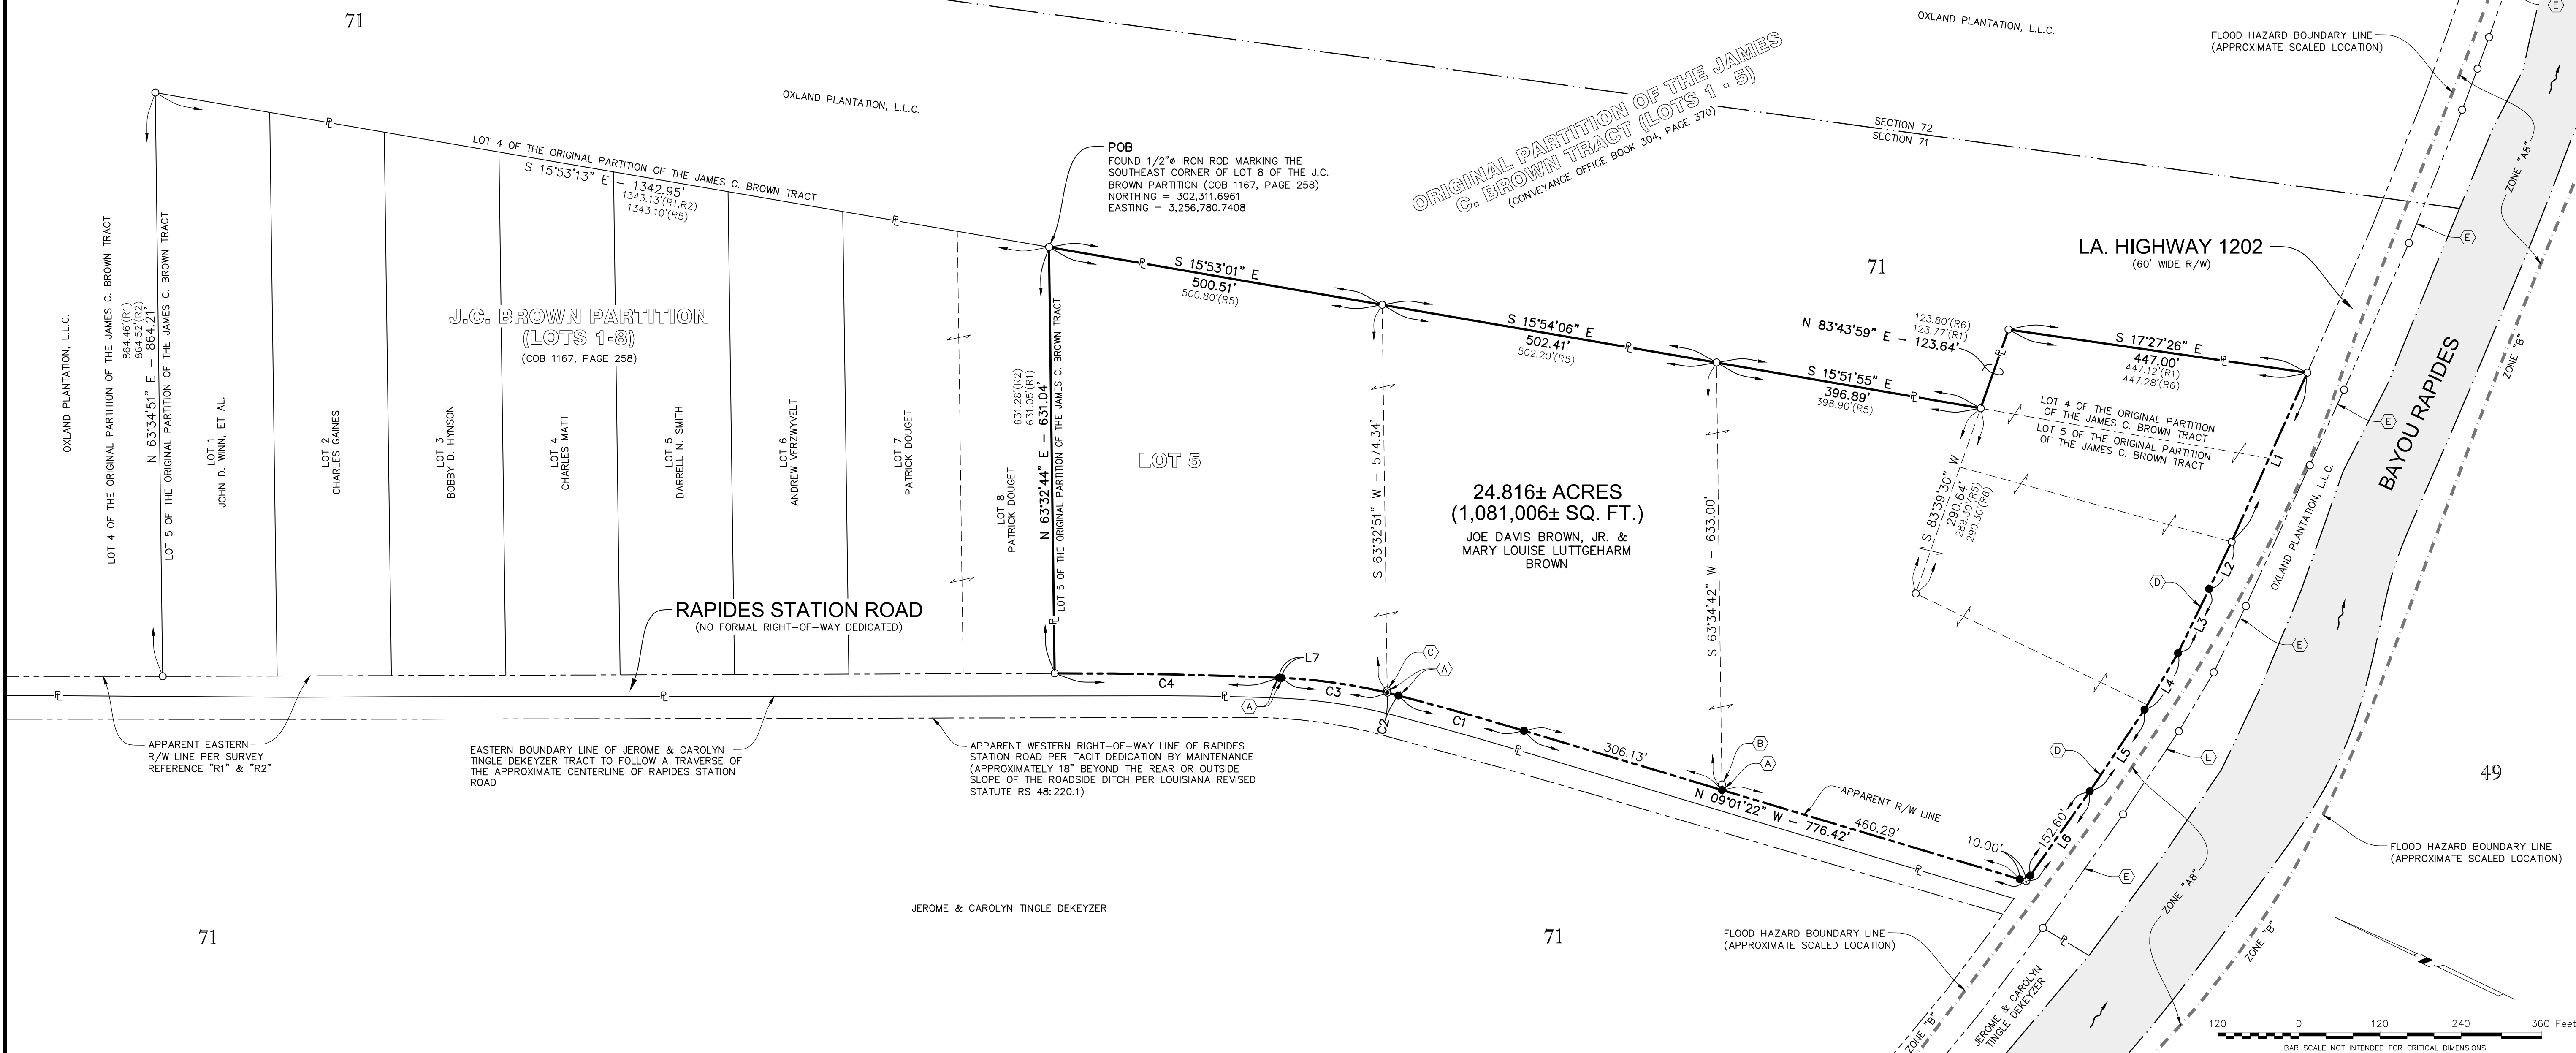 71
OXLAND PLANTATION, L.L.C.
FLOOD HAZARD BOUNDARY LINE
(APPROXIMATE SCALED LOCATION)
E
OXLAND PLANTATION, L.L.C.
ORIGINAL PARTITION OF THE JAMES
C. BROWN TRACT (LOTS 1 - 5)
(CONVEYANCE OFFICE BOOK 304, PAGE 370)
SECTION 72
SECTION 71
ZONE "A8"
LOT 4 OF THE ORIGINAL PARTITION OF THE JAMES C. BROWN TRACT
S 15°53'13" E - 1342.95'
1343.13'(R1,R2)
1343.10'(R5)
POB
FOUND 1/2"ø IRON ROD MARKING THE
SOUTHEAST CORNER OF LOT 8 OF THE J.C.
BROWN PARTITION (COB 1167, PAGE 258)
NORTHING = 302,311.6961
EASTING = 3,256,780.7408
E
LA. HIGHWAY 1202
(60' WIDE R/W)
71
S 15°53'01" E
500.51'
500.80'(R5)
S 15°54'06" E
502.41'
502.20'(R5)
S 15°51'55" E
396.89'
398.90'(R5)
123.80'(R6)
123.77'(R1)
N 83°43'59" E - 123.64'
S 17°27'26" E
447.00'
447.12'(R1)
447.28'(R6)
ZONE "B"
BAYOU RAPIDES
OXLAND PLANTATION, L.L.C.
LOT 4 OF THE ORIGINAL PARTITION OF THE JAMES C. BROWN TRACT
864.46'(R1)
864.52'(R2)
N 63°34'51" E - 864.21'
LOT 5 OF THE ORIGINAL PARTITION OF THE JAMES C. BROWN TRACT
J.C. BROWN PARTITION
(LOTS 1-8)
(COB 1167, PAGE 258)
LOT 1
JOHN D. WINN, ET AL.
LOT 2
CHARLES GAINES
LOT 3
BOBBY D. HYNSON
LOT 4
CHARLES MATT
LOT 5
DARRELL N. SMITH
LOT 6
ANDREW VERZWYVELT
LOT 7
PATRICK DOUGET
LOT 8
PATRICK DOUGET
631.28'(R2)
631.05'(R1)
N 63°32'44" E - 631.04'
LOT 5 OF THE ORIGINAL PARTITION OF THE JAMES C. BROWN TRACT
LOT 5
S 63°32'51" W - 574.34'
24.816± ACRES
(1,081,006± SQ. FT.)
JOE DAVIS BROWN, JR. &
MARY LOUISE LUTTGEHARM
BROWN
S 63°34'42" W - 633.00'
LOT 4 OF THE ORIGINAL PARTITION
OF THE JAMES C. BROWN TRACT
LOT 5 OF THE ORIGINAL PARTITION
OF THE JAMES C. BROWN TRACT
S 83°39'30" W
290.64'
289.30'(R5)
290.30'(R6)
L1
E
OXLAND PLANTATION, L.L.C.
L2
D
L3
E
L4
RAPIDES STATION ROAD
(NO FORMAL RIGHT-OF-WAY DEDICATED)
C4
L7
A
C3
C
A
C2
C1
306.13'
B
A
N 09°01'22" W - 776.42'
APPARENT R/W LINE
460.29'
10.00'
152.60'
L6
D
L5
E
E
49
APPARENT EASTERN
R/W LINE PER SURVEY
REFERENCE "R1" & "R2"
EASTERN BOUNDARY LINE OF JEROME & CAROLYN
TINGLE DEKEYZER TRACT TO FOLLOW A TRAVERSE OF
THE APPROXIMATE CENTERLINE OF RAPIDES STATION
ROAD
APPARENT WESTERN RIGHT-OF-WAY LINE OF RAPIDES
STATION ROAD PER TACIT DEDICATION BY MAINTENANCE
(APPROXIMATELY 18" BEYOND THE REAR OR OUTSIDE
SLOPE OF THE ROADSIDE DITCH PER LOUISIANA REVISED
STATUTE RS 48:220.1)
FLOOD HAZARD BOUNDARY LINE
(APPROXIMATE SCALED LOCATION)
JEROME & CAROLYN TINGLE DEKEYZER
71
71
FLOOD HAZARD BOUNDARY LINE
(APPROXIMATE SCALED LOCATION)
ZONE "A8"
ZONE "B"
ZONE "B"
JEROME & CAROLYN
TINGLE DEKEYZER
N
120 0 120 240 360 Feet
BAR SCALE NOT INTENDED FOR CRITICAL DIMENSIONS